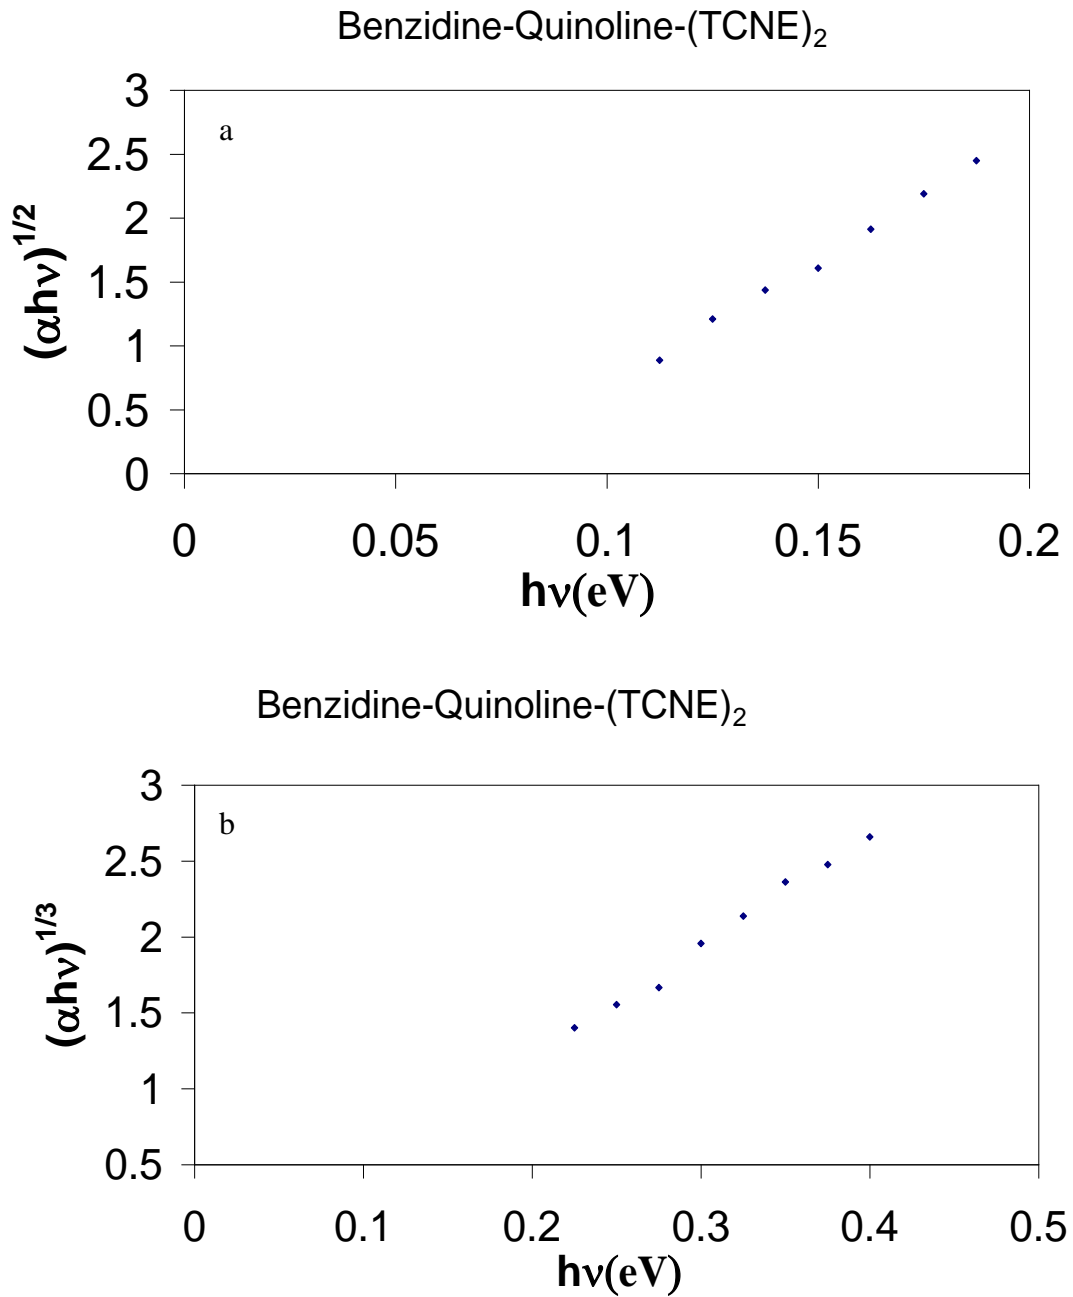 Benzidine-Quinoline-(TCNE)₂
3
a
2.5
2
1.5
1
0.5
0
(αhν)^1/2
0 0.05 0.1 0.15 0.2
hν(eV)
Benzidine-Quinoline-(TCNE)₂
3
b
2.5
2
1.5
1
0.5
(αhν)^1/3
0 0.1 0.2 0.3 0.4 0.5
hν(eV)